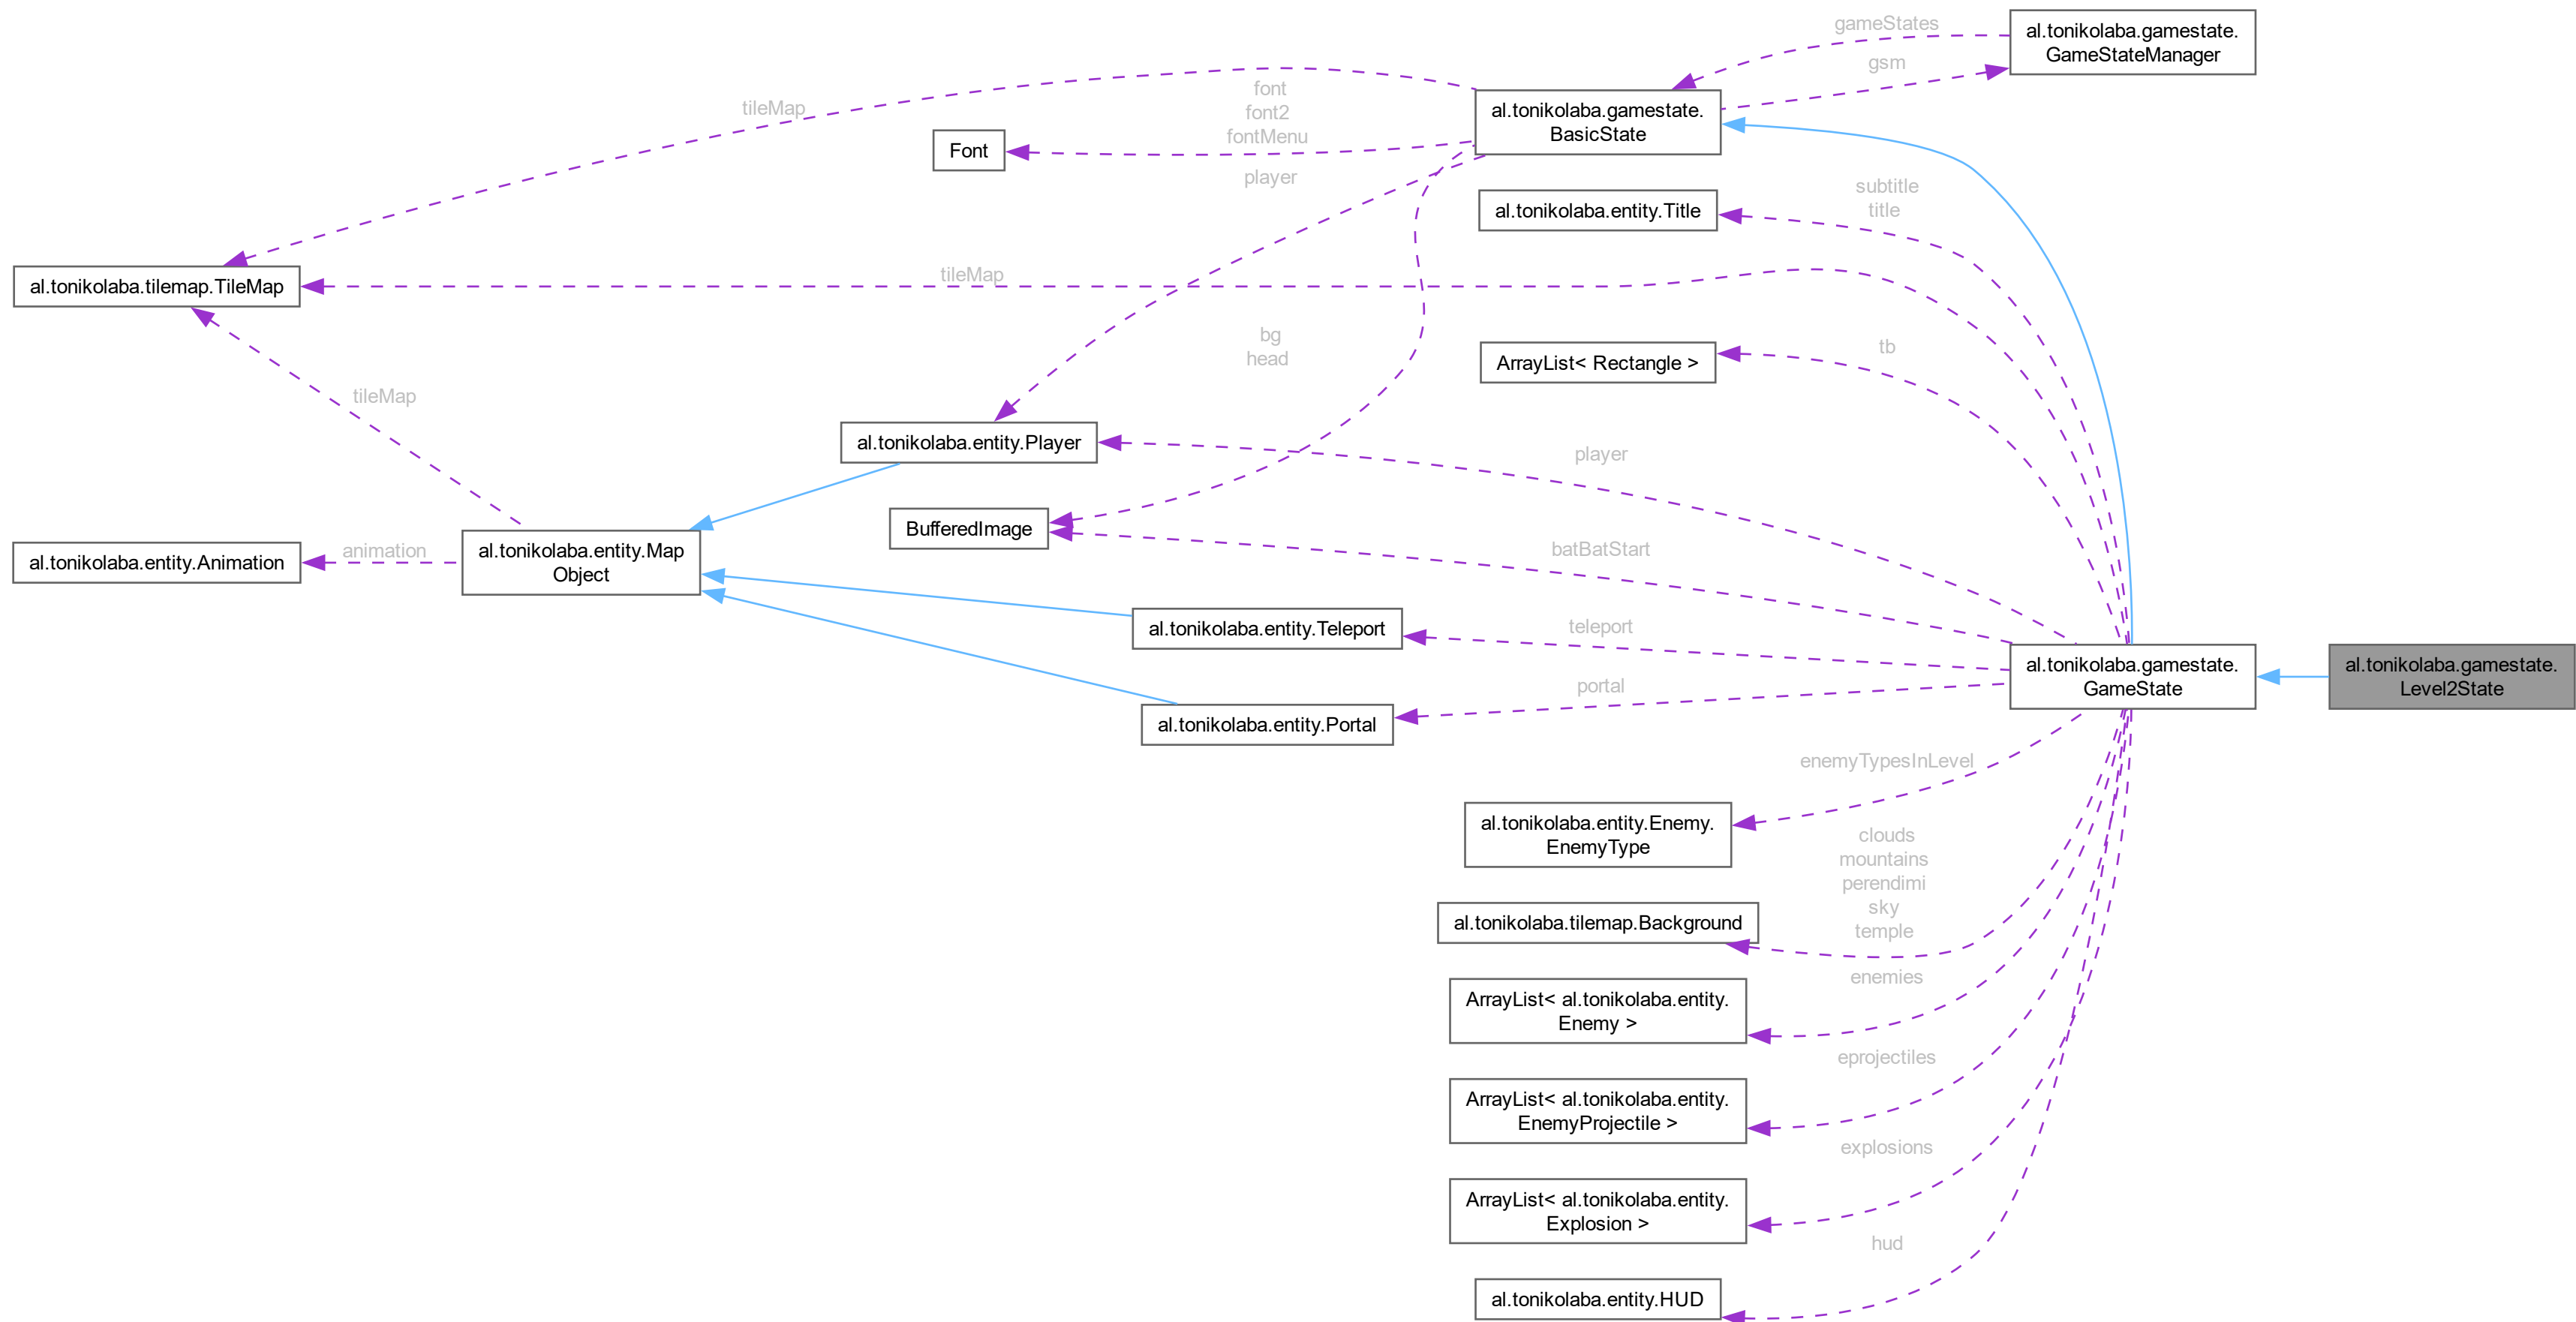 gameStates
al.tonikolaba.gamestate.
GameStateManager
gsm
font
font2
fontMenu
tileMap
al.tonikolaba.gamestate.
BasicState
Font
player
subtitle
title
al.tonikolaba.entity.Title
tileMap
al.tonikolaba.tilemap.TileMap
bg
head
tb
ArrayList< Rectangle >
tileMap
al.tonikolaba.entity.Player
player
BufferedImage
batBatStart
animation
al.tonikolaba.entity.Animation
al.tonikolaba.entity.Map
Object
al.tonikolaba.entity.Teleport
teleport
al.tonikolaba.gamestate.
GameState
al.tonikolaba.gamestate.
Level2State
portal
al.tonikolaba.entity.Portal
enemyTypesInLevel
al.tonikolaba.entity.Enemy.
EnemyType
clouds
mountains
perendimi
sky
temple
al.tonikolaba.tilemap.Background
enemies
ArrayList< al.tonikolaba.entity.
Enemy >
eprojectiles
ArrayList< al.tonikolaba.entity.
EnemyProjectile >
explosions
ArrayList< al.tonikolaba.entity.
Explosion >
hud
al.tonikolaba.entity.HUD